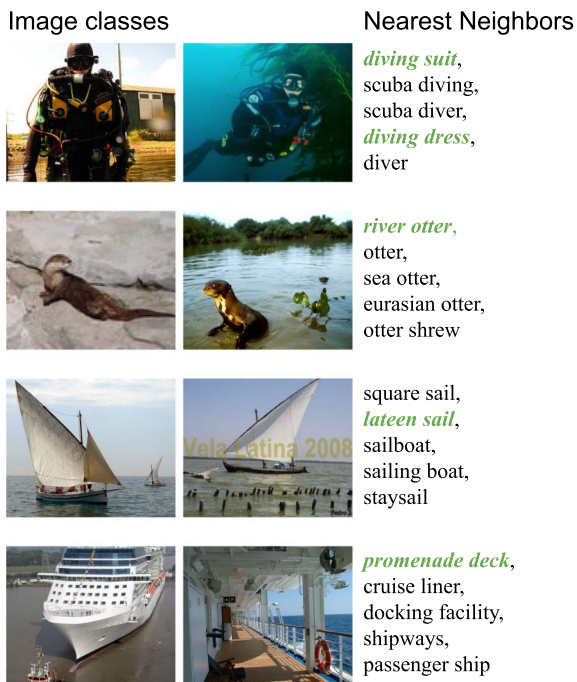 Image classes
Nearest Neighbors
diving suit,
scuba diving,
scuba diver,
diving dress,
diver
river otter,
otter,
sea otter,
eurasian otter,
otter shrew
Vela Latina 2008
square sail,
lateen sail,
sailboat,
sailing boat,
staysail
promenade deck,
cruise liner,
docking facility,
shipways,
passenger ship